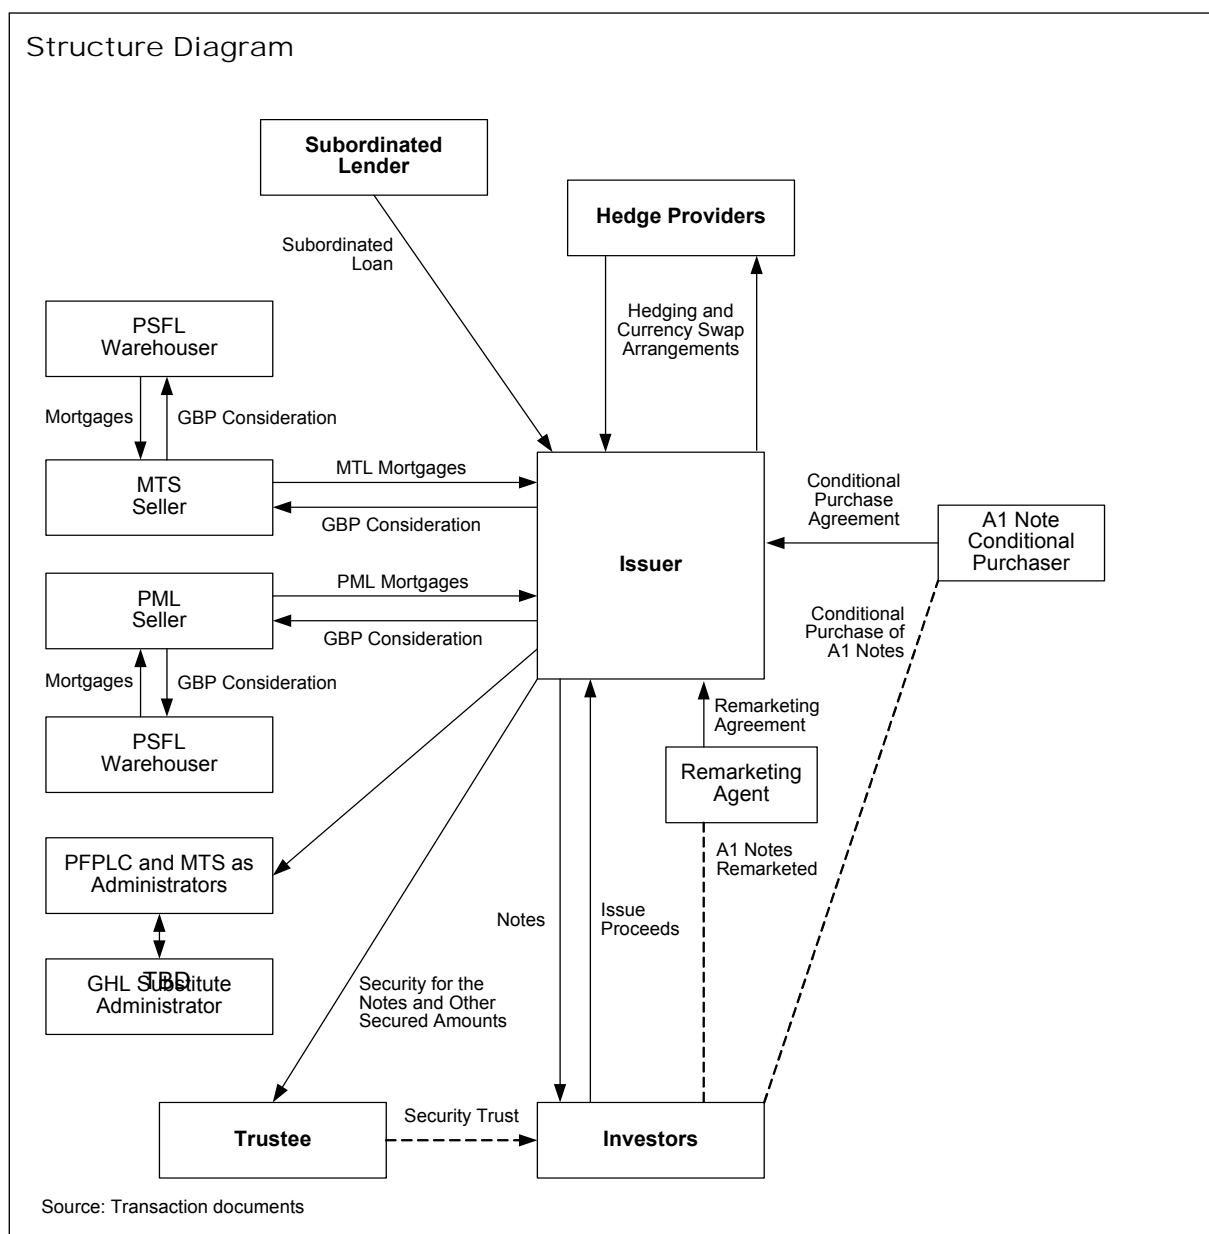 Structure Diagram
Subordinated
Lender
Hedge Providers
Subordinated
Loan
Hedging and
Currency Swap
Arrangements
PSFL
Warehouser
Mortgages
GBP Consideration
MTS
Seller
MTL Mortgages
GBP Consideration
Issuer
Conditional
Purchase
Agreement
A1 Note
Conditional
Purchaser
PML
Seller
PML Mortgages
GBP Consideration
Conditional
Purchase of
A1 Notes
Mortgages
GBP Consideration
PSFL
Warehouser
Remarketing
Agreement
Remarketing
Agent
PFPLC and MTS as
Administrators
A1 Notes
Remarketed
Notes
Issue
Proceeds
TBD
GHL Substitute
Administrator
Security for the
Notes and Other
Secured Amounts
Trustee
Security Trust
Investors
Source: Transaction documents